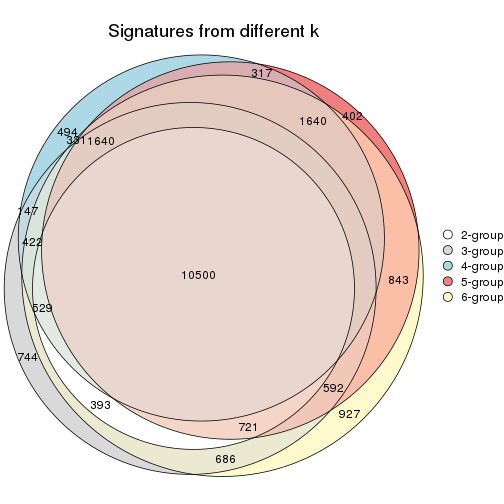 Signatures from different k
317
402
1640
494
1640
147
422
10500
843
529
744
592
393
927
721
686
2-group
3-group
4-group
5-group
6-group